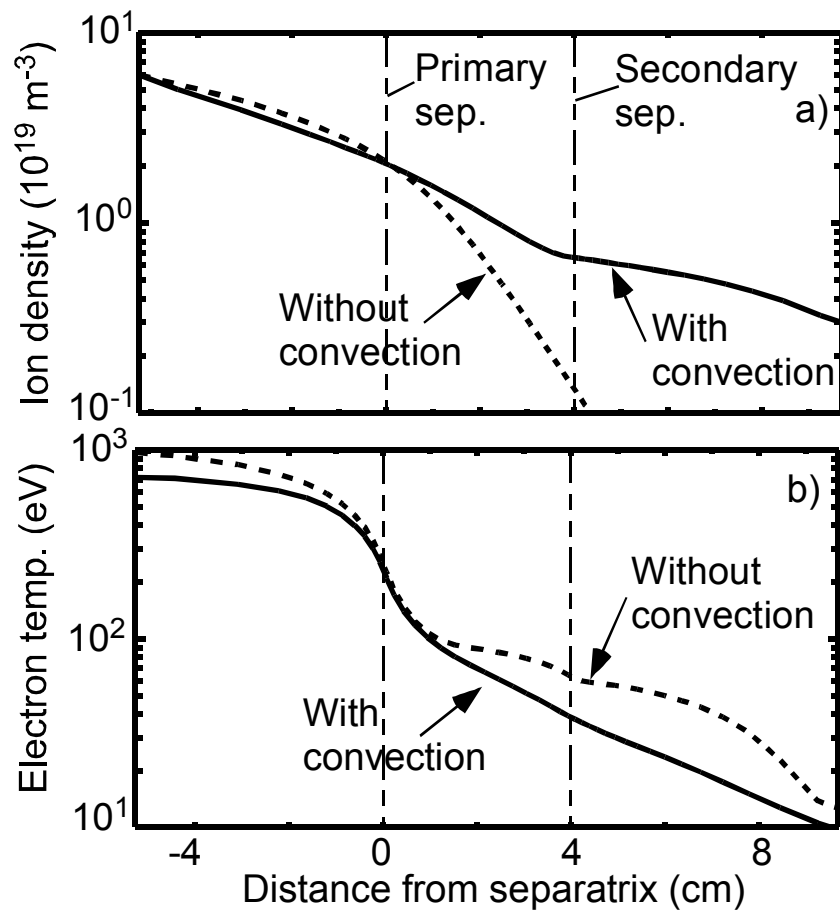 Ion density (10^19 m^-3)
10^1
10^0
10^-1
Primary
sep.
Secondary
sep.
a)
Without
convection
With
convection
Electron temp. (eV)
10^3
10^2
10^1
b)
Without
convection
With
convection
-4 0 4 8
Distance from separatrix (cm)